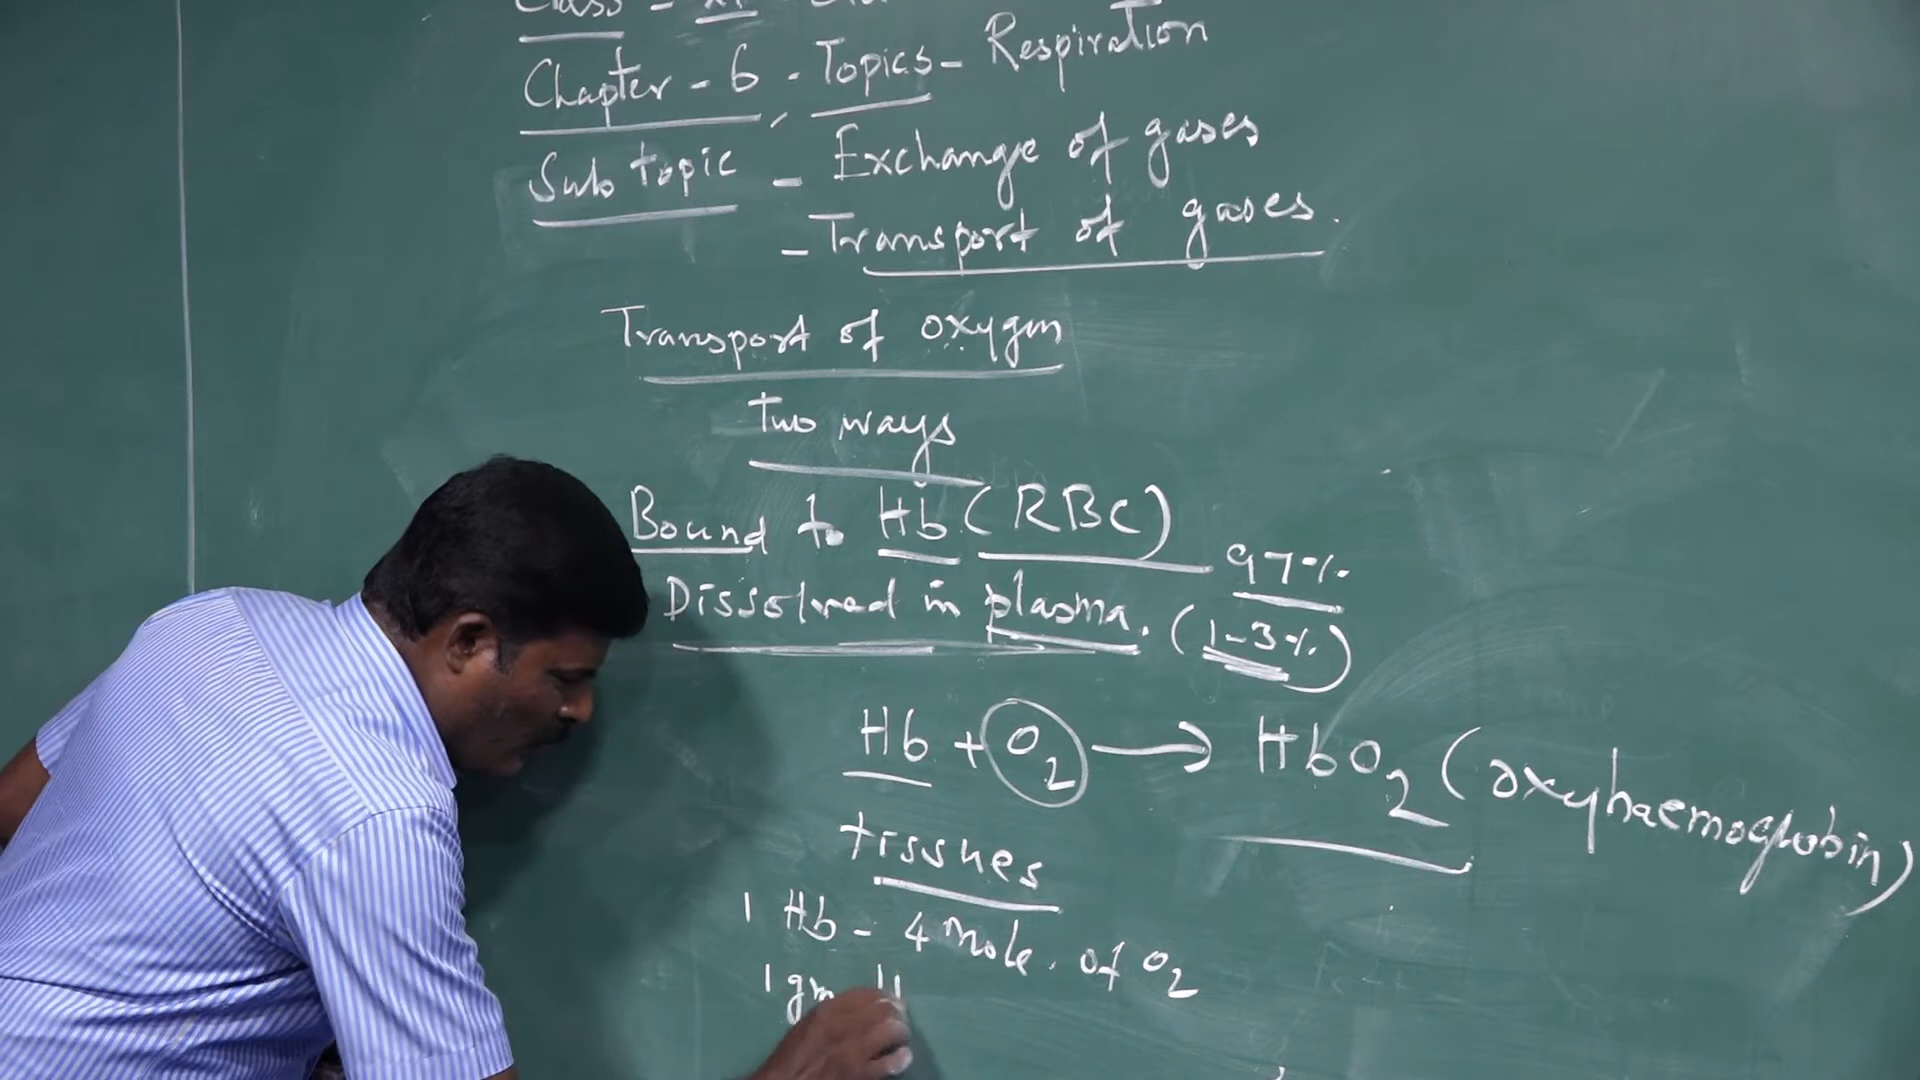 Class - XI -
Chapter - 6 - Topics - Respiration
Sub topic - Exchange of gases
- Transport of gases.
Transport of oxygen
Two ways
Bound to Hb (RBC) 97%
Dissolved in plasma. (1-3%)
Hb + O2 → HbO2 (oxyhaemoglobin)
tissues
1 Hb - 4 mole. of O2
1 gm H